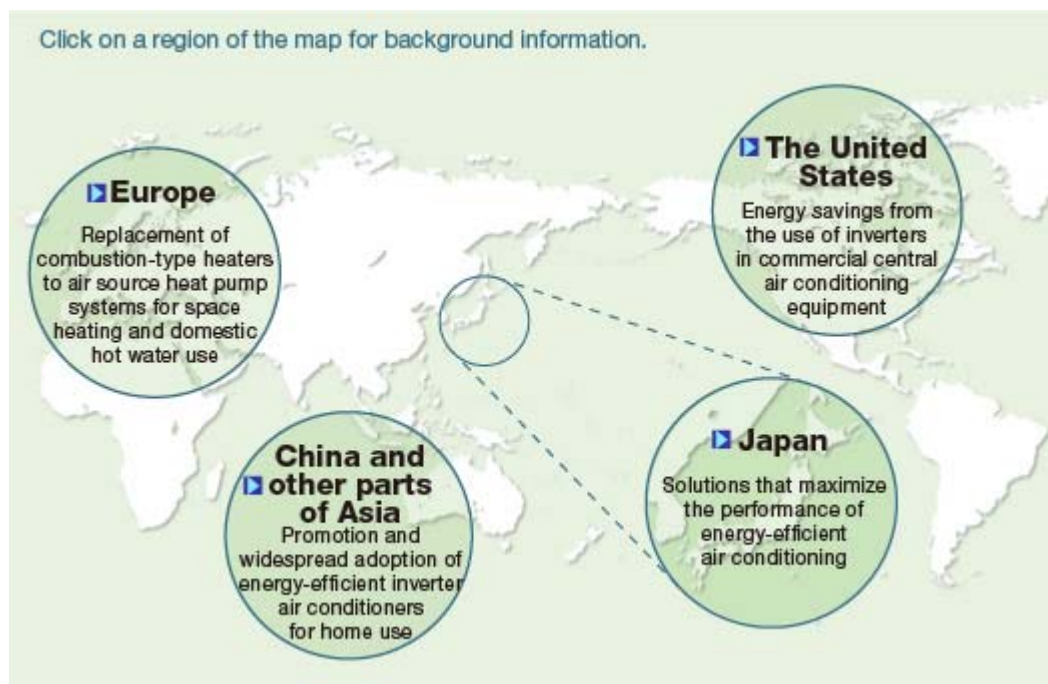 Click on a region of the map for background information.
Europe
Replacement of
combustion-type heaters
to air source heat pump
systems for space
heating and domestic
hot water use
The United
States
Energy savings from
the use of inverters
in commercial central
air conditioning
equipment
China and
other parts
of Asia
Promotion and
widespread adoption of
energy-efficient inverter
air conditioners
for home use
Japan
Solutions that maximize
the performance of
energy-efficient
air conditioning